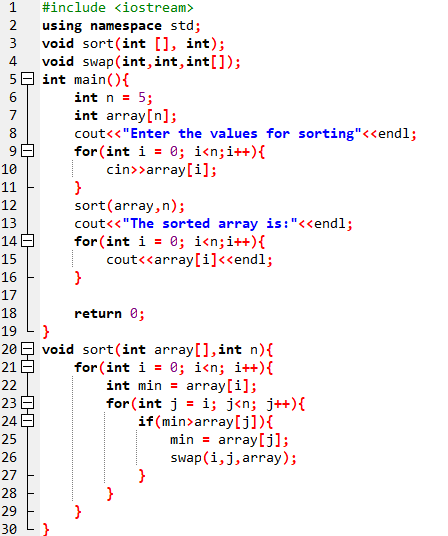 1 #include <iostream>
2 using namespace std;
3 void sort(int [], int);
4 void swap(int,int,int[]);
5 int main(){
6     int n = 5;
7     int array[n];
8     cout<<"Enter the values for sorting"<<endl;
9     for(int i = 0; i<n;i++){
10         cin>>array[i];
11     }
12     sort(array,n);
13     cout<<"The sorted array is:"<<endl;
14     for(int i = 0; i<n;i++){
15         cout<<array[i]<<endl;
16     }
17
18     return 0;
19 }
20 void sort(int array[],int n){
21     for(int i = 0; i<n; i++){
22         int min = array[i];
23         for(int j = i; j<n; j++){
24             if(min>array[j]){
25                 min = array[j];
26                 swap(i,j,array);
27             }
28         }
29     }
30 }